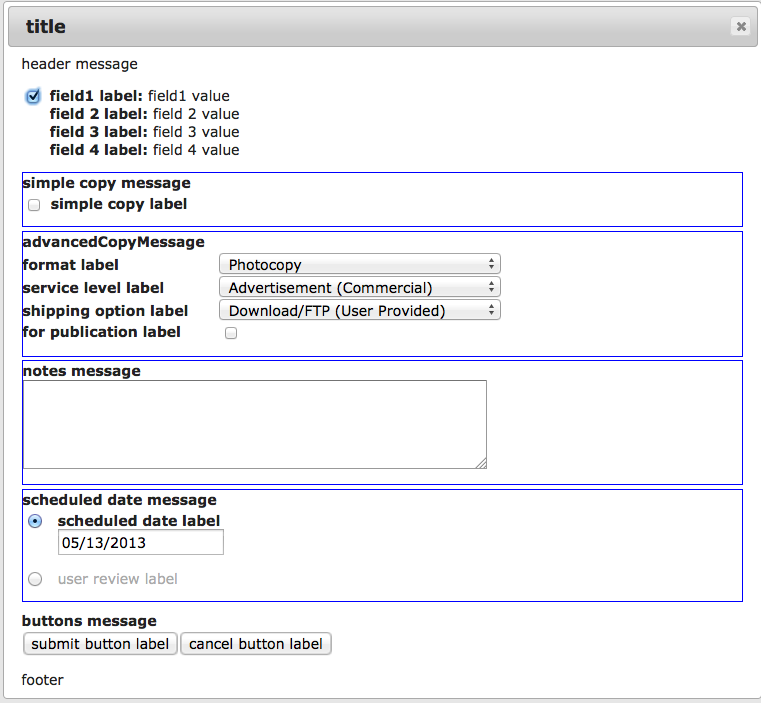 title
header message
field1 label: field1 value
field 2 label: field 2 value
field 3 label: field 3 value
field 4 label: field 4 value
simple copy message
simple copy label
advancedCopyMessage
format label Photocopy
service level label Advertisement (Commercial)
shipping option label Download/FTP (User Provided)
for publication label
notes message
scheduled date message
scheduled date label
05/13/2013
user review label
buttons message
submit button label cancel button label
footer